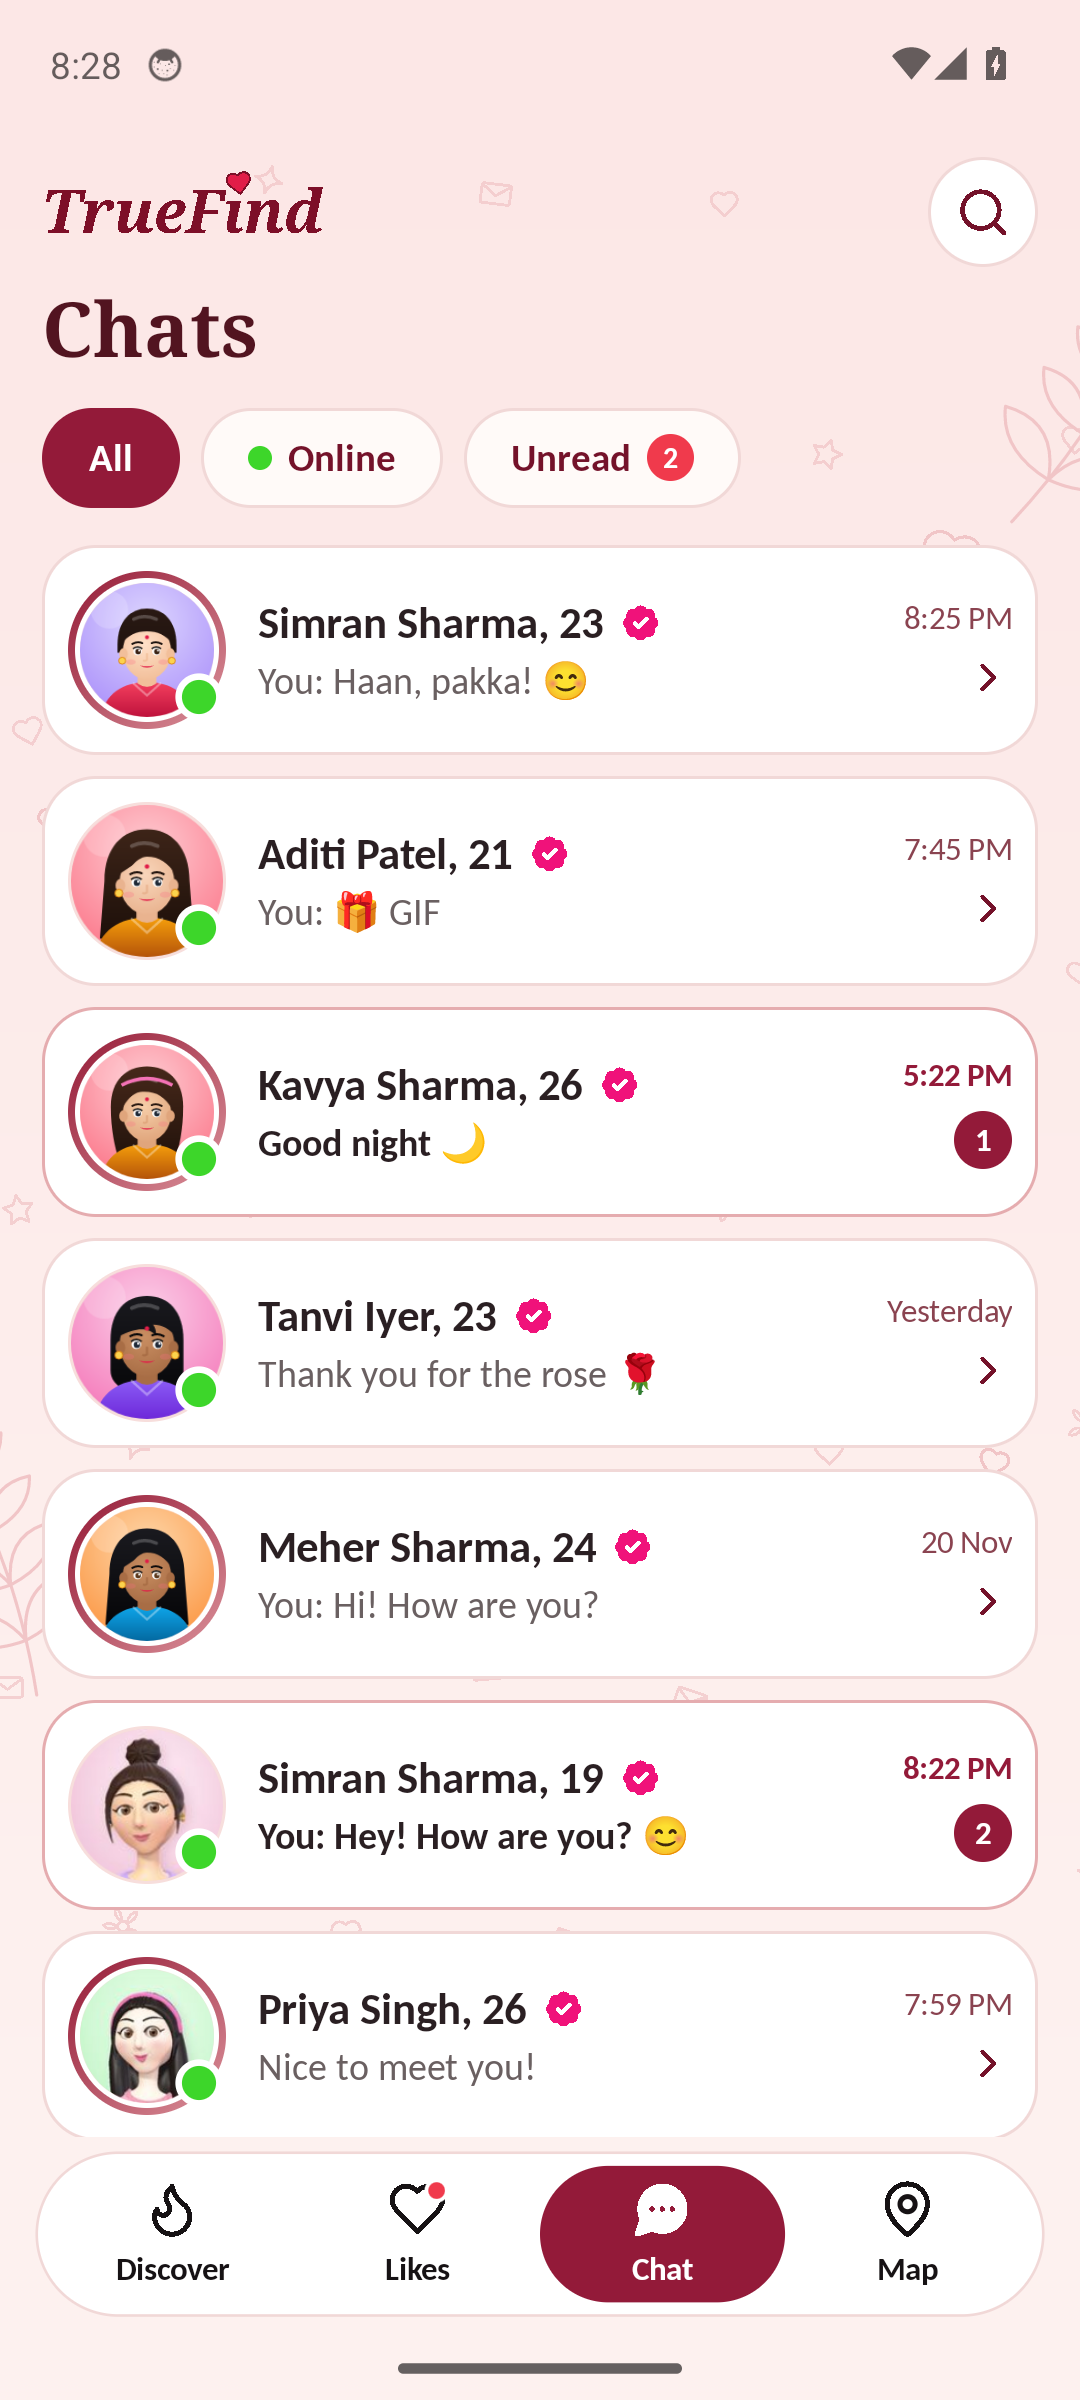 8:28
TrueFind
Chats
All
Online
Unread 2
Simran Sharma, 23
8:25 PM
You: Haan, pakka! 😊
Aditi Patel, 21
7:45 PM
You: 🎁 GIF
Kavya Sharma, 26
5:22 PM
Good night 🌙
1
Tanvi Iyer, 23
Yesterday
Thank you for the rose 🌹
Meher Sharma, 24
20 Nov
You: Hi! How are you?
Simran Sharma, 19
8:22 PM
You: Hey! How are you? 😊
2
Priya Singh, 26
7:59 PM
Nice to meet you!
Discover
Likes
Chat
Map